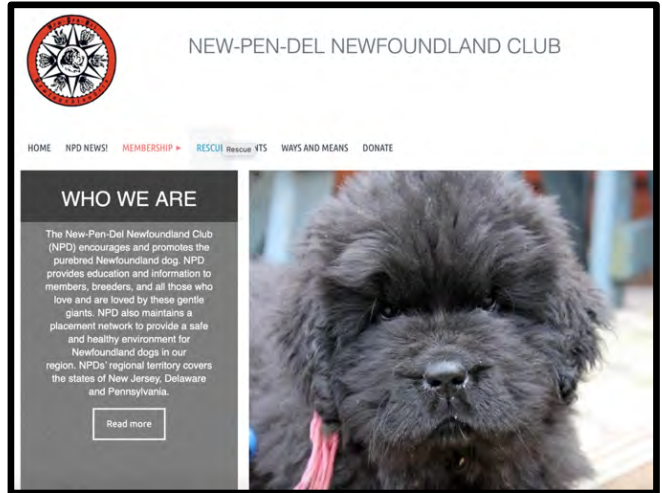 NEW-PEN-DEL NEWFOUNDLAND CLUB
HOME NPD NEWS! MEMBERSHIP ▸ Rescue WAYS AND MEANS DONATE
WHO WE ARE
The New-Pen-Del Newfoundland Club
(NPD) encourages and promotes the
purebred Newfoundland dog. NPD
provides education and information to
members, breeders, and all those who
love and are loved by these gentle
giants. NPD also maintains a
placement network to provide a safe
and healthy environment for
Newfoundland dogs in our
region. NPDs' regional territory covers
the states of New Jersey, Delaware
and Pennsylvania.
Read more